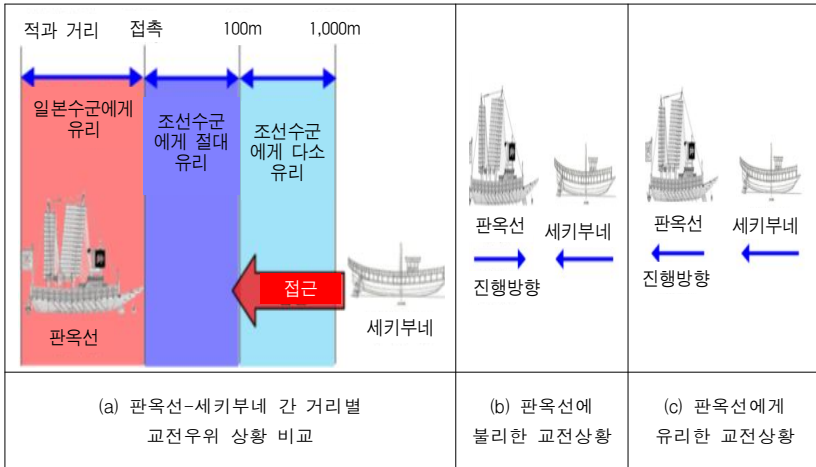 적과 거리 접촉 100m 1,000m
일본수군에게
유리
조선수군
에게 절대
유리
조선수군
에게 다소
유리
접근
판옥선
세키부네
판옥선 세키부네
진행방향
판옥선 세키부네
진행방향
(a) 판옥선-세키부네 간 거리별
교전우위 상황 비교
(b) 판옥선에
불리한 교전상황
(c) 판옥선에게
유리한 교전상황